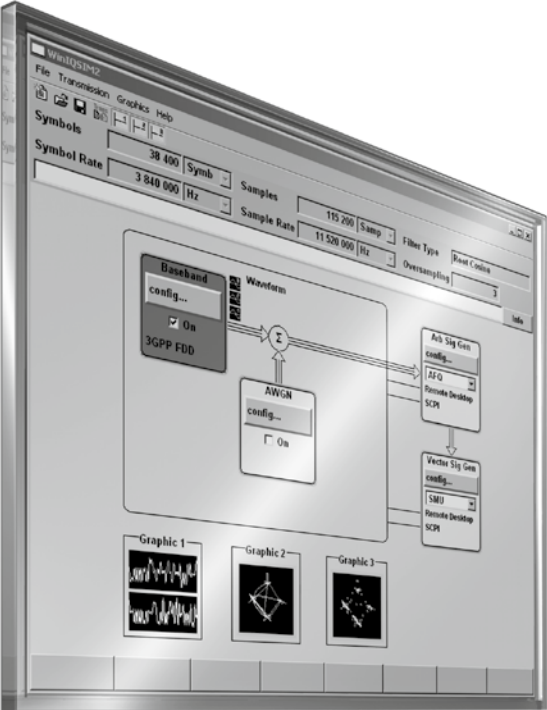 WinIQSIM2
File Transmission Graphics Help
Symbols 38 400 Symb Samples 115 200 Samp Filter Type Root Cosine
Symbol Rate 3 840 000 Hz Sample Rate 11 520 000 Hz Oversampling 3
Info
Baseband
config...
On
3GPP FDD
Waveform
Σ
AWGN
config...
On
Arb Sig Gen
config...
AFQ
Remote Desktop
SCPI
Vector Sig Gen
config...
SMU
Remote Desktop
SCPI
Graphic 1 Graphic 2 Graphic 3